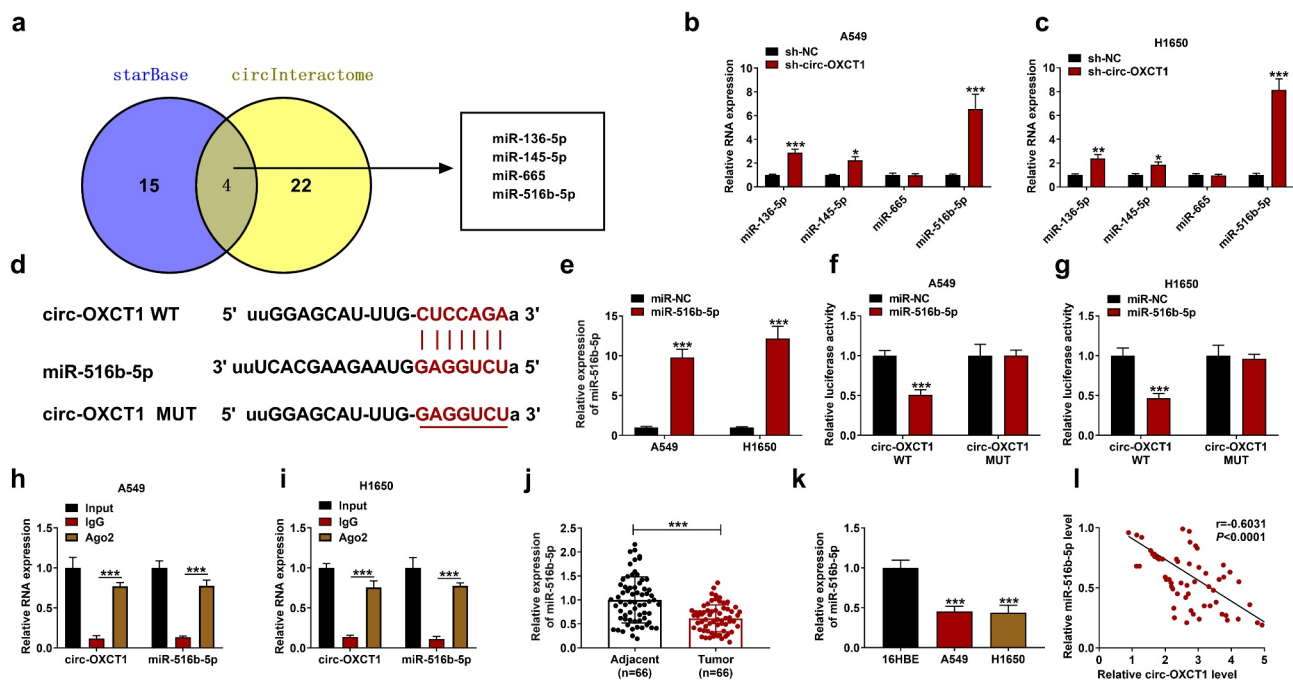 a
starBase
circInteractome
15
4
22
miR-136-5p
miR-145-5p
miR-665
miR-516b-5p
b
A549
sh-NC
sh-circ-OXCT1
Relative RNA expression
10
8
6
4
2
0
***
*
***
miR-136-5p
miR-145-5p
miR-665
miR-516b-5p
c
H1650
sh-NC
sh-circ-OXCT1
Relative RNA expression
10
8
6
4
2
0
**
*
***
miR-136-5p
miR-145-5p
miR-665
miR-516b-5p
d
circ-OXCT1 WT 5' uuGGAGCAU-UUG-CUCCAGAa 3'
miR-516b-5p 3' uuUCACGAAGAAUGGAGGUCUa 5'
circ-OXCT1 MUT 5' uuGGAGCAU-UUG-GAGGUCUa 3'
e
miR-NC
miR-516b-5p
Relative expression
of miR-516b-5p
15
10
5
0
***
***
A549
H1650
f
A549
miR-NC
miR-516b-5p
Relative luciferase activity
1.5
1.0
0.5
0.0
***
circ-OXCT1
WT
circ-OXCT1
MUT
g
H1650
miR-NC
miR-516b-5p
Relative luciferase activity
1.5
1.0
0.5
0.0
***
circ-OXCT1
WT
circ-OXCT1
MUT
h
A549
Input
IgG
Ago2
Relative RNA expression
1.5
1.0
0.5
0.0
***
***
circ-OXCT1
miR-516b-5p
i
H1650
Input
IgG
Ago2
Relative RNA expression
1.5
1.0
0.5
0.0
***
***
circ-OXCT1
miR-516b-5p
j
Relative expression
of miR-516b-5p
2.5
2.0
1.5
1.0
0.5
0.0
***
Adjacent
(n=66)
Tumor
(n=66)
k
Relative expression
of miR-516b-5p
1.5
1.0
0.5
0.0
***
***
16HBE
A549
H1650
l
Relative miR-516b-5p level
1.5
1.0
0.5
0.0
r=-0.6031
P<0.0001
0
1
2
3
4
5
Relative circ-OXCT1 level